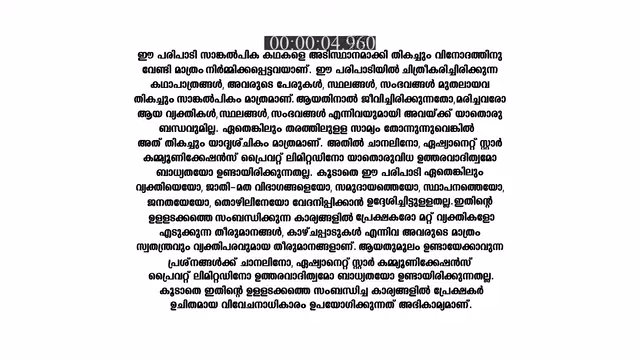 00:00:04.960
ഈ പരിപാടി സാങ്കൽപിക കഥകളെ അടിസ്ഥാനമാക്കി തികച്ചും വിനോദത്തിനു
വേണ്ടി മാത്രം നിർമ്മിക്കപ്പെട്ടവയാണ്. ഈ പരിപാടിയിൽ ചിത്രീകരിച്ചിരിക്കുന്ന
കഥാപാത്രങ്ങൾ, അവരുടെ പേരുകൾ, സ്ഥലങ്ങൾ, സംഭവങ്ങൾ മുതലായവ
തികച്ചും സാങ്കൽപികം മാത്രമാണ്. ആയതിനാൽ ജീവിച്ചിരിക്കുന്നതോ,മരിച്ചവരോ
ആയ വ്യക്തികൾ,സ്ഥലങ്ങൾ,സംഭവങ്ങൾ എന്നിവയുമായി അവയ്ക്ക് യാതൊരു
ബന്ധവുമില്ല. ഏതെങ്കിലും തരത്തിലുളള സാമ്യം തോന്നുന്നുവെങ്കിൽ
അത് തികച്ചും യാദൃശ്ചികം മാത്രമാണ്. അതിൽ ചാനലിനോ, ഏഷ്യാനെറ്റ് സ്റ്റാർ
കമ്മ്യൂണിക്കേഷൻസ് പ്രൈവറ്റ് ലിമിറ്റഡിനോ യാതൊരുവിധ ഉത്തരവാദിത്വമോ
ബാധ്യതയോ ഉണ്ടായിരിക്കുന്നതല്ല. കൂടാതെ ഈ പരിപാടി ഏതെങ്കിലും
വ്യക്തിയെയോ, ജാതി-മത വിഭാഗങ്ങളെയോ, സമുദായത്തെയോ, സ്ഥാപനത്തെയോ,
ജനതയേയോ, തൊഴിലിനേയോ വേദനിപ്പിക്കാൻ ഉദ്ദേശിച്ചിട്ടുളളതല്ല.ഇതിന്റെ
ഉളളടക്കത്തെ സംബന്ധിക്കുന്ന കാര്യങ്ങളിൽ പ്രേക്ഷകരോ മറ്റ് വ്യക്തികളോ
എടുക്കുന്ന തീരുമാനങ്ങൾ, കാഴ്ചപ്പാടുകൾ എന്നിവ അവരുടെ മാത്രം
സ്വതന്ത്രവും വ്യക്തിപരവുമായ തീരുമാനങ്ങളാണ്. ആയതുമൂലം ഉണ്ടായേക്കാവുന്ന
പ്രശ്നങ്ങൾക്ക് ചാനലിനോ, ഏഷ്യാനെറ്റ് സ്റ്റാർ കമ്മ്യൂണിക്കേഷൻസ്
പ്രൈവറ്റ് ലിമിറ്റഡിനോ ഉത്തരവാദിത്വമോ ബാധ്യതയോ ഉണ്ടായിരിക്കുന്നതല്ല.
കൂടാതെ ഇതിന്റെ ഉളളടക്കത്തെ സംബന്ധിച്ച കാര്യങ്ങളിൽ പ്രേക്ഷകർ
ഉചിതമായ വിവേചനാധികാരം ഉപയോഗിക്കുന്നത് അഭികാമ്യമാണ്.